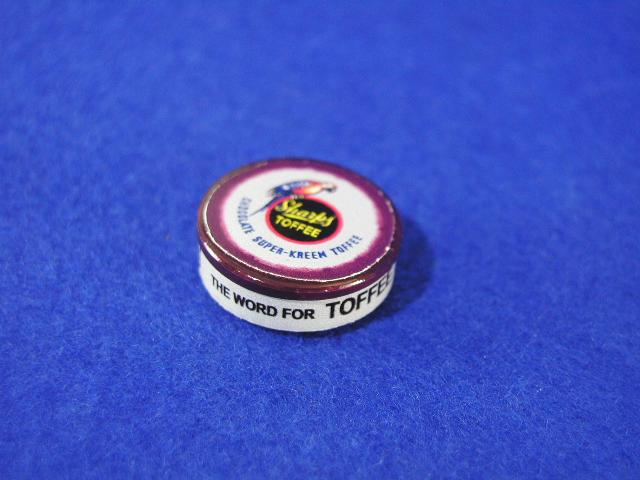 Sharps
TOFFEE
CHOCOLATE SUPER-KREEM TOFFEE
THE WORD FOR TOFFEE